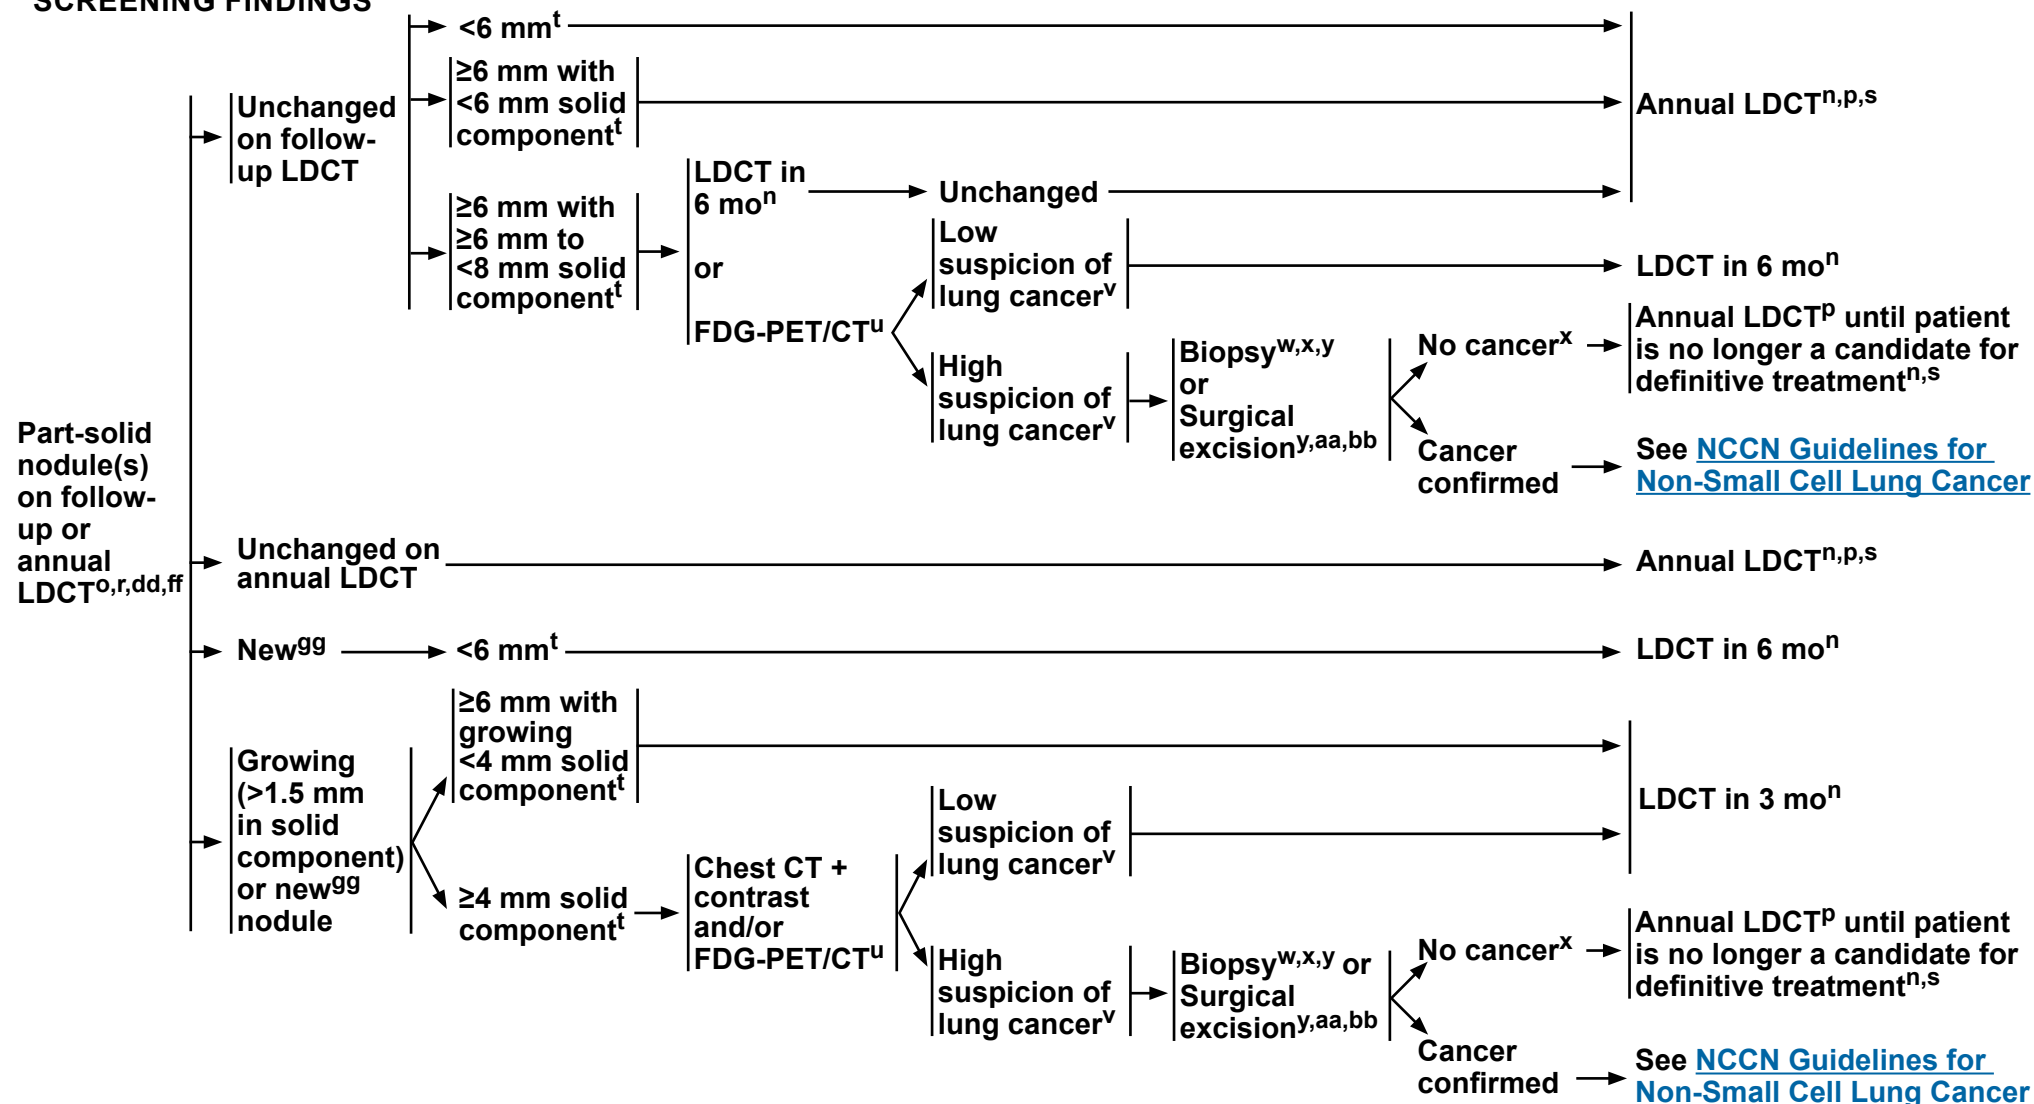 SCREENING FINDINGS
Part-solid
nodule(s)
on follow-
up or
annual
LDCTo,r,dd,ff
Unchanged
on follow-
up LDCT
<6 mmt
≥6 mm with
<6 mm solid
componentt
Annual LDCTn,p,s
≥6 mm with
≥6 mm to
<8 mm solid
componentt
LDCT in
6 mon
or
FDG-PET/CTu
Unchanged
Low
suspicion of
lung cancerv
LDCT in 6 mon
High
suspicion of
lung cancerv
Biopsyw,x,y
or
Surgical
excisiony,aa,bb
No cancerx
Annual LDCTp until patient
is no longer a candidate for
definitive treatmentn,s
Cancer
confirmed
See NCCN Guidelines for
Non-Small Cell Lung Cancer
Unchanged on
annual LDCT
Annual LDCTn,p,s
Newgg
<6 mmt
LDCT in 6 mon
Growing
(>1.5 mm
in solid
component)
or newgg
nodule
≥6 mm with
growing
<4 mm solid
componentt
LDCT in 3 mon
≥4 mm solid
componentt
Chest CT +
contrast
and/or
FDG-PET/CTu
Low
suspicion of
lung cancerv
High
suspicion of
lung cancerv
Biopsyw,x,y or
Surgical
excisiony,aa,bb
No cancerx
Annual LDCTp until patient
is no longer a candidate for
definitive treatmentn,s
Cancer
confirmed
See NCCN Guidelines for
Non-Small Cell Lung Cancer